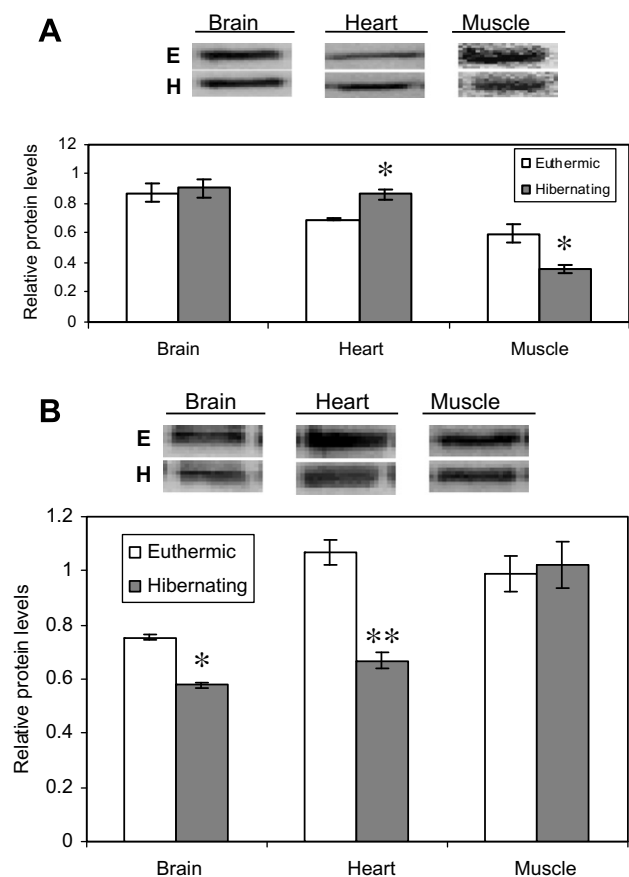 A
Brain Heart Muscle
E
H
Relative protein levels
1.2
1
0.8
0.6
0.4
0.2
0
Euthermic
Hibernating
*
*
Brain Heart Muscle
B
Brain Heart Muscle
E
H
Relative protein levels
1.2
1
0.8
0.6
0.4
0.2
0
Euthermic
Hibernating
*
**
Brain Heart Muscle